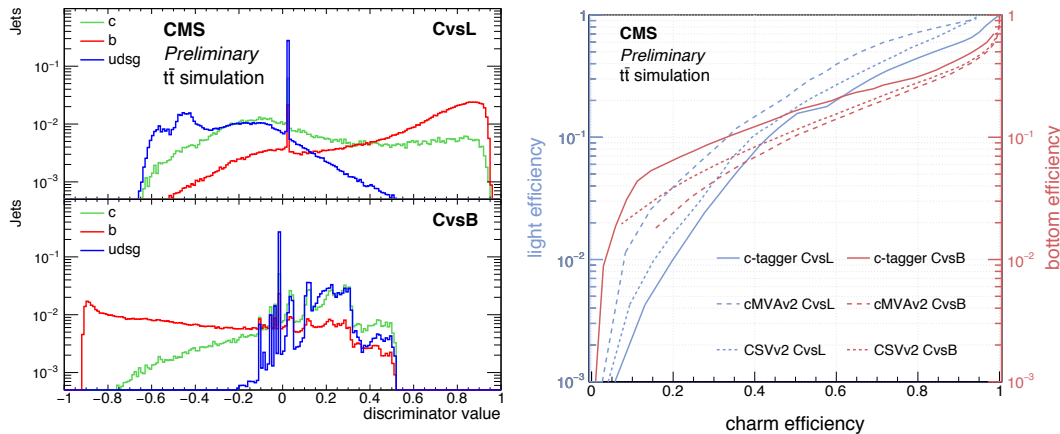 Jets
c
b
udsg
CMS
Preliminary
tt̄ simulation
CvsL
10⁻¹
10⁻²
10⁻³
Jets
c
b
udsg
CvsB
10⁻¹
10⁻²
10⁻³
−1 −0.8 −0.6 −0.4 −0.2 0 0.2 0.4 0.6 0.8 1
discriminator value
CMS
Preliminary
tt̄ simulation
light efficiency
1
10⁻¹
10⁻²
10⁻³
c-tagger CvsL c-tagger CvsB
cMVAv2 CvsL cMVAv2 CvsB
CSVv2 CvsL CSVv2 CvsB
1
10⁻¹
10⁻²
10⁻³
bottom efficiency
0 0.2 0.4 0.6 0.8 1
charm efficiency